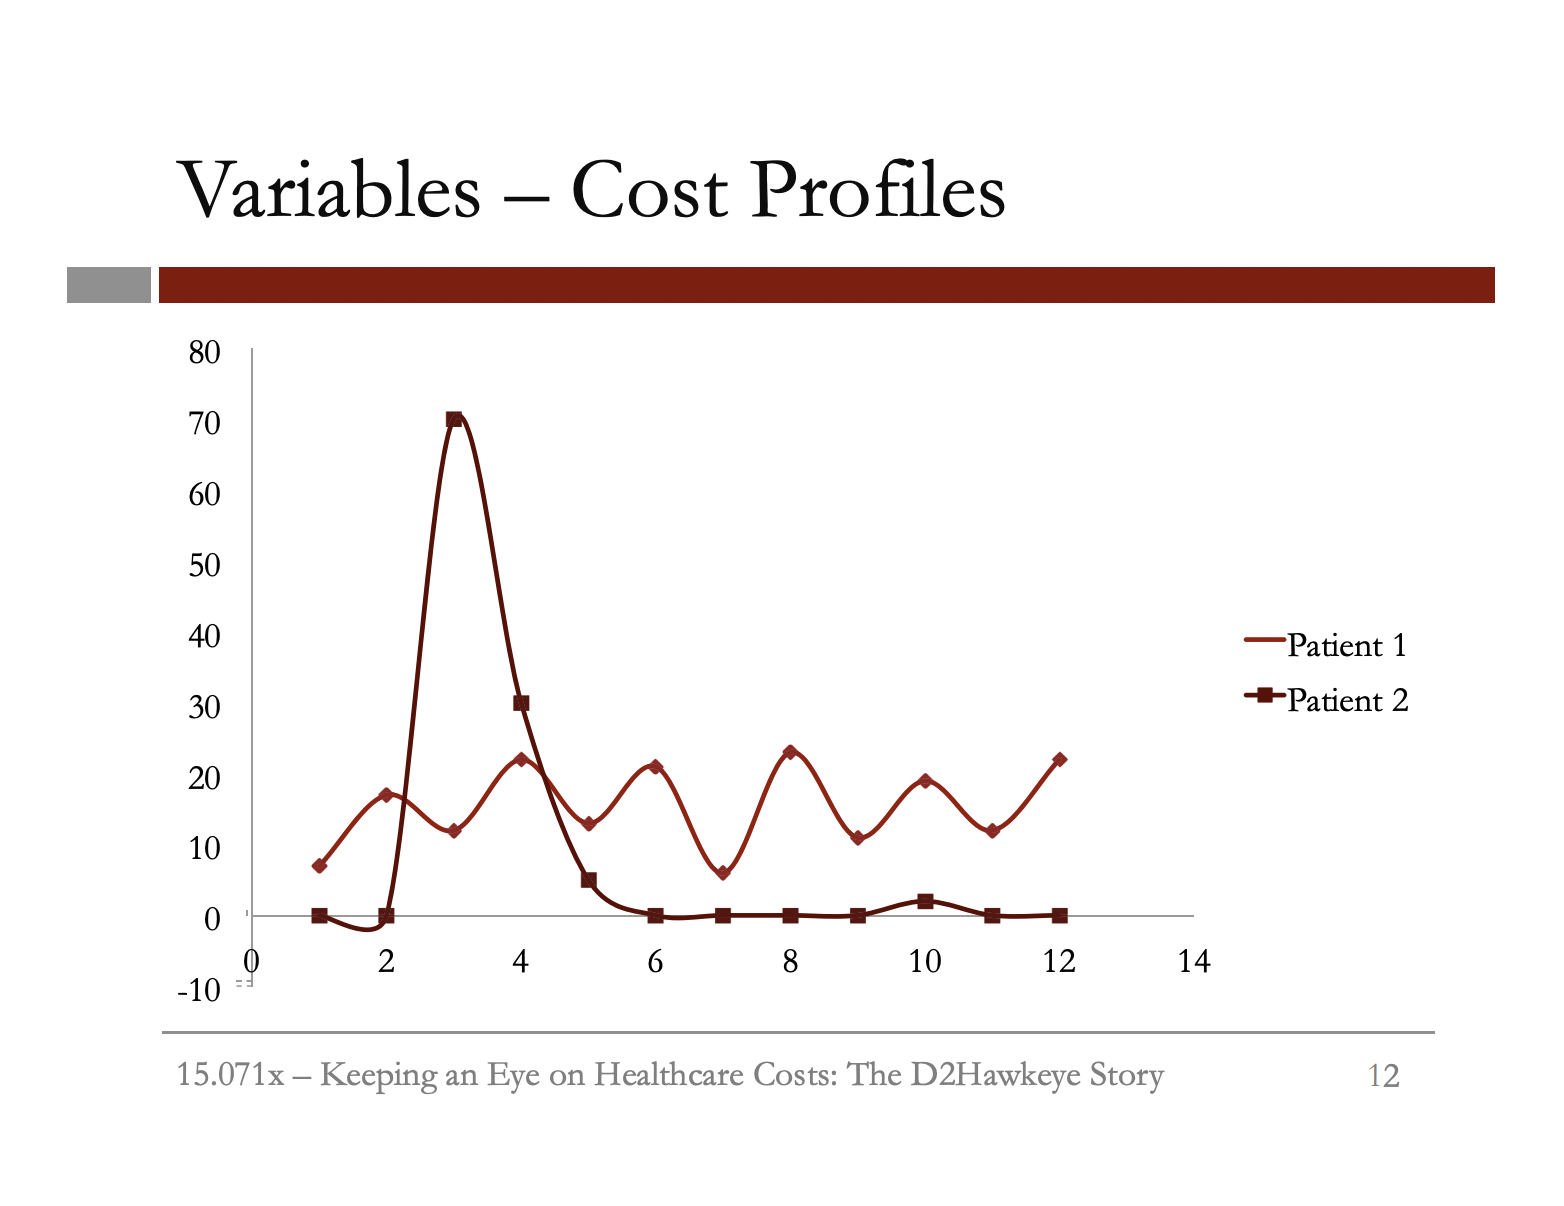 Variables – Cost Profiles
80
70
60
50
40
30
20
10
0
-10
0 2 4 6 8 10 12 14
Patient 1
Patient 2
15.071x – Keeping an Eye on Healthcare Costs: The D2Hawkeye Story 12